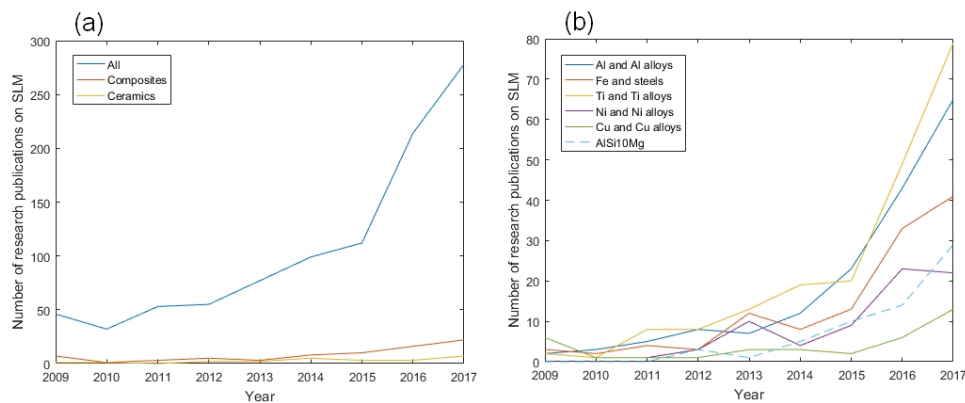 (a)
300
250
200
150
100
50
0
Number of research publications on SLM
All
Composites
Ceramics
2009 2010 2011 2012 2013 2014 2015 2016 2017
Year
(b)
80
70
60
50
40
30
20
10
0
Number of research publications on SLM
Al and Al alloys
Fe and steels
Ti and Ti alloys
Ni and Ni alloys
Cu and Cu alloys
AlSi10Mg
2009 2010 2011 2012 2013 2014 2015 2016 2017
Year